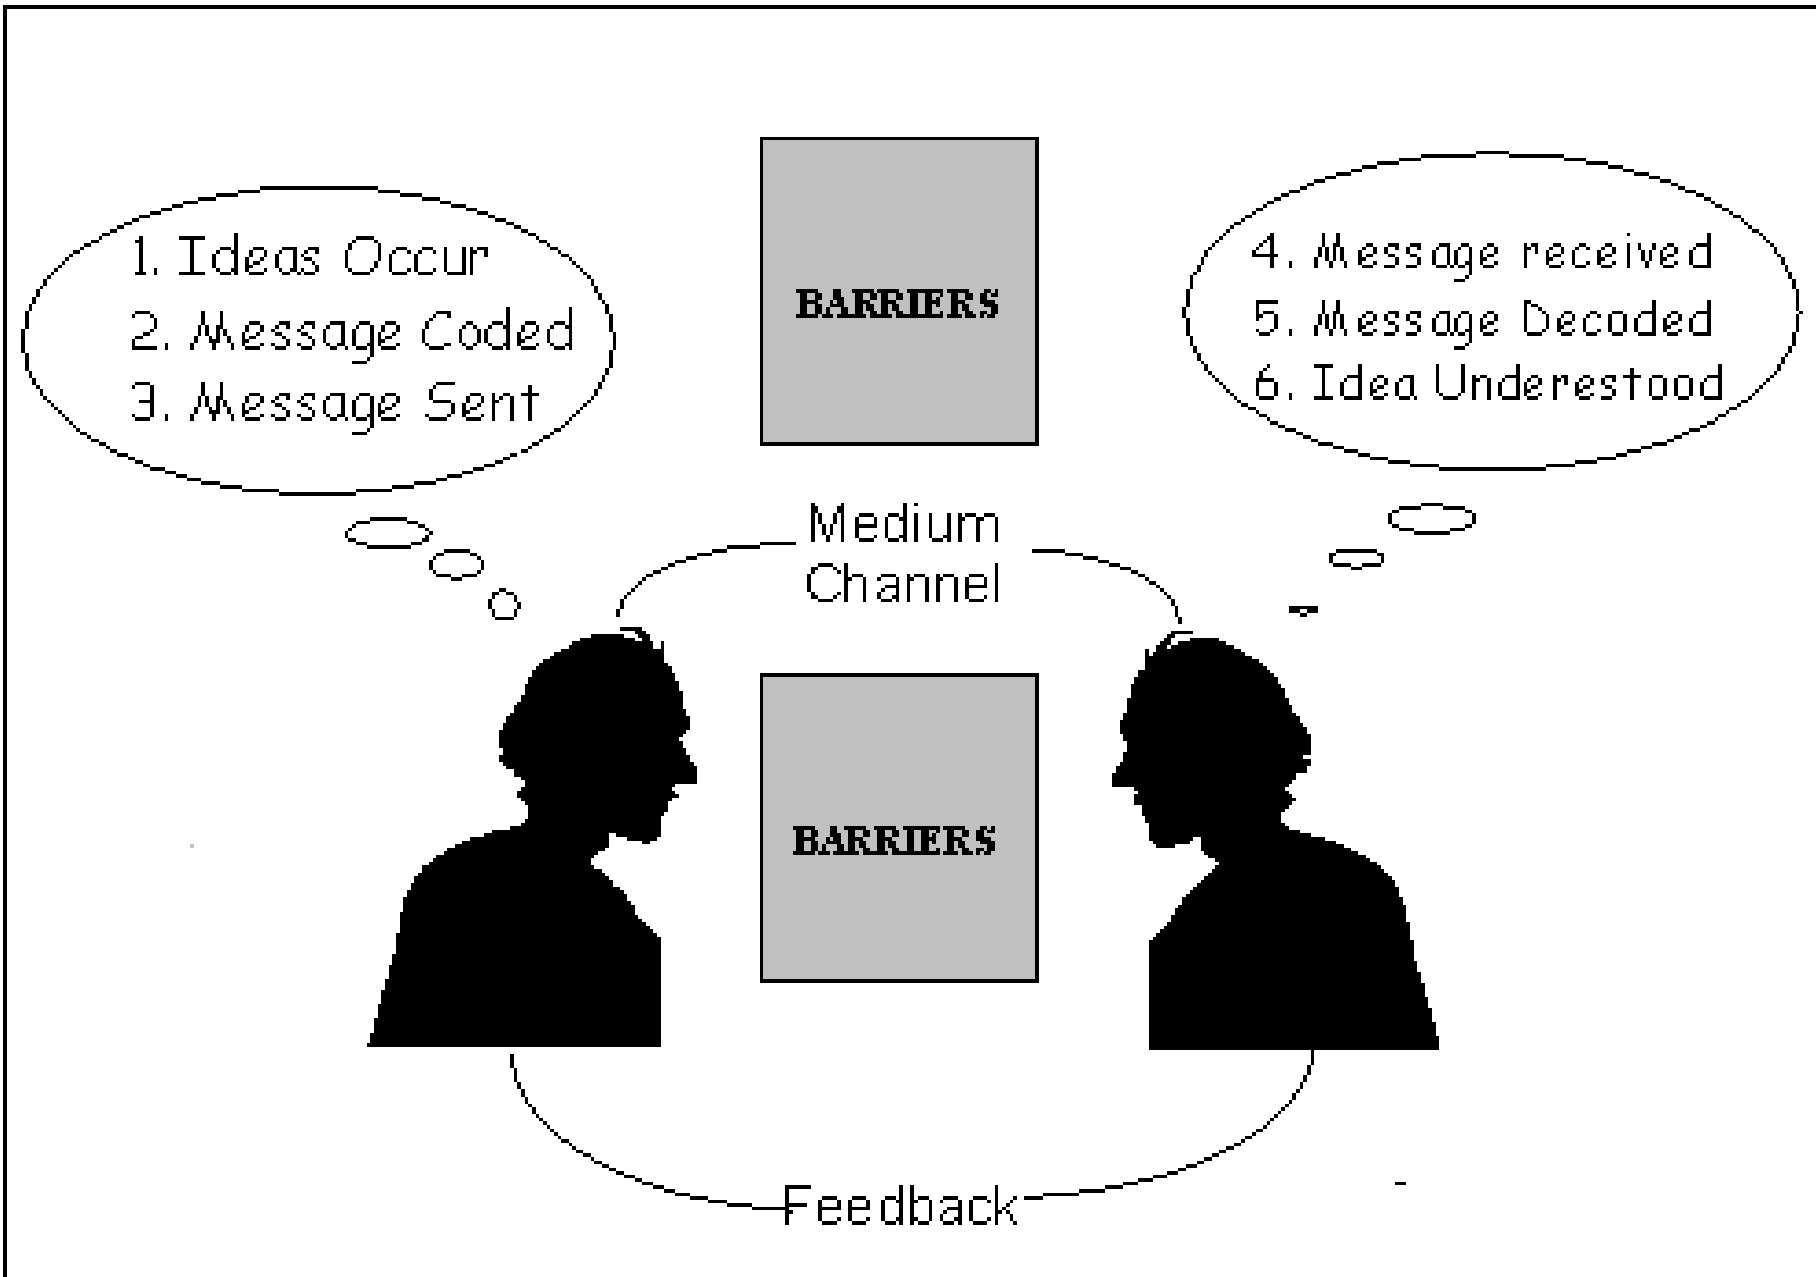 1. Ideas Occur
2. Message Coded
3. Message Sent
BARRIERS
4. Message received
5. Message Decoded
6. Idea Underestood
Medium
Channel
BARRIERS
Feedback